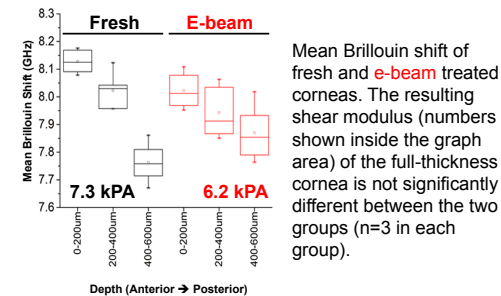 Fresh
E-beam
8.3
8.2
8.1
8.0
7.9
7.8
7.7
7.6
Mean Brillouin Shift (GHz)
7.3 kPA
6.2 kPA
0-200um
200-400um
400-600um
0-200um
200-400um
400-600um
Depth (Anterior → Posterior)
Mean Brillouin shift of
fresh and e-beam treated
corneas. The resulting
shear modulus (numbers
shown inside the graph
area) of the full-thickness
cornea is not significantly
different between the two
groups (n=3 in each
group).